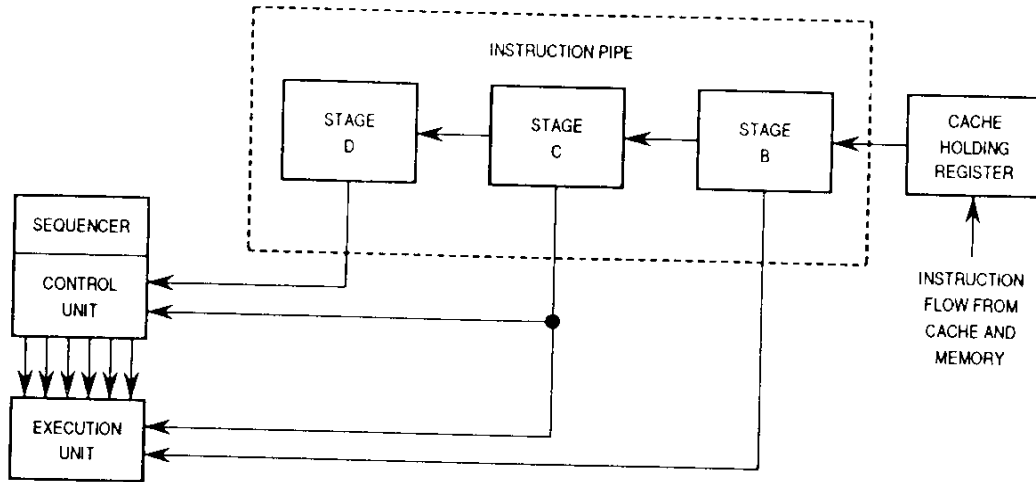 INSTRUCTION PIPE
STAGE
D
STAGE
C
STAGE
B
CACHE
HOLDING
REGISTER
SEQUENCER
CONTROL
UNIT
INSTRUCTION
FLOW FROM
CACHE AND
MEMORY
EXECUTION
UNIT